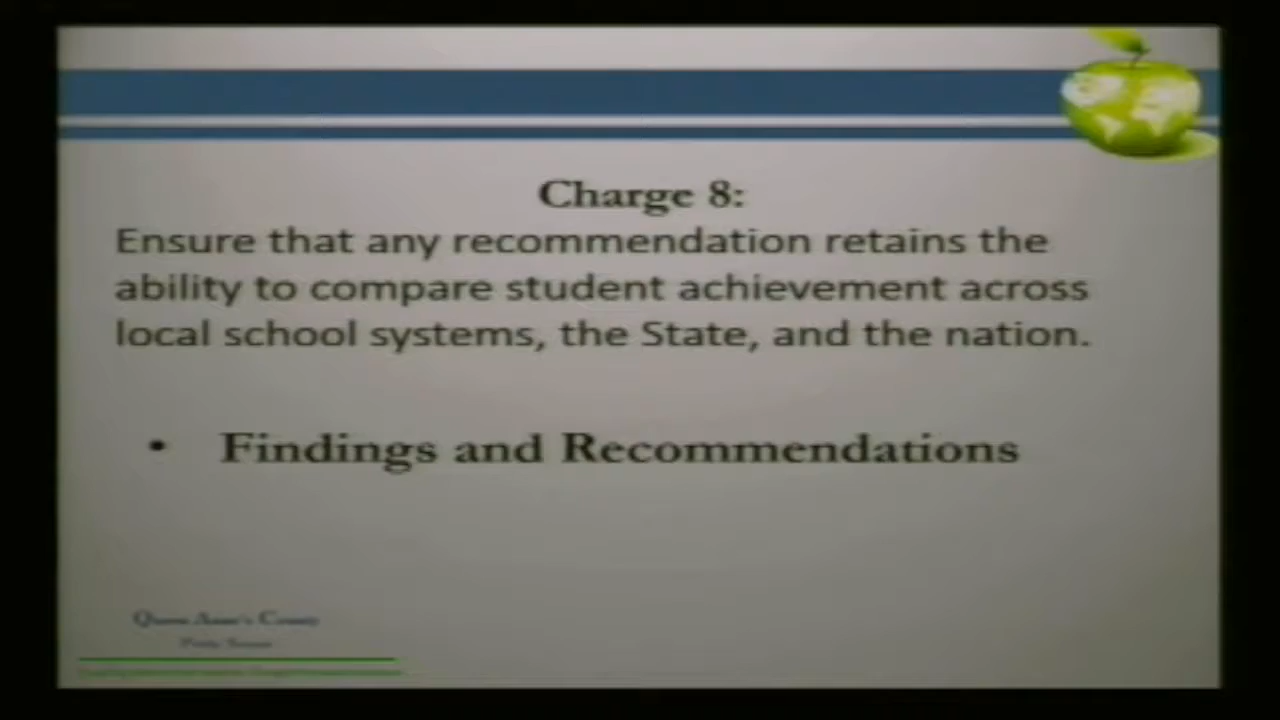 Charge 8:
Ensure that any recommendation retains the
ability to compare student achievement across
local school systems, the State, and the nation.
• Findings and Recommendations
Queen Anne's County